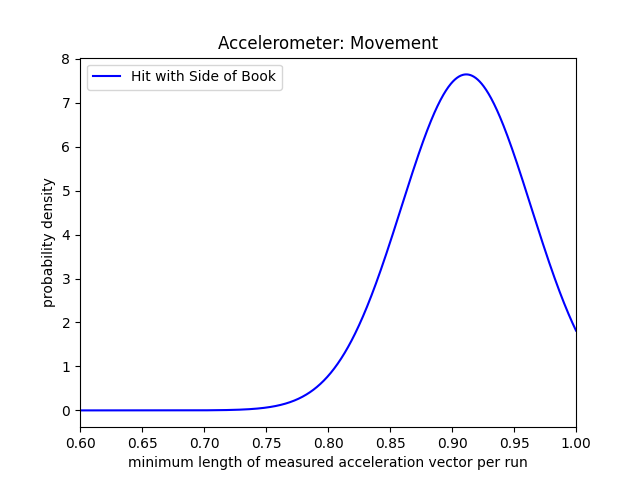 Accelerometer: Movement
Hit with Side of Book
probability density
8
7
6
5
4
3
2
1
0
0.60 0.65 0.70 0.75 0.80 0.85 0.90 0.95 1.00
minimum length of measured acceleration vector per run